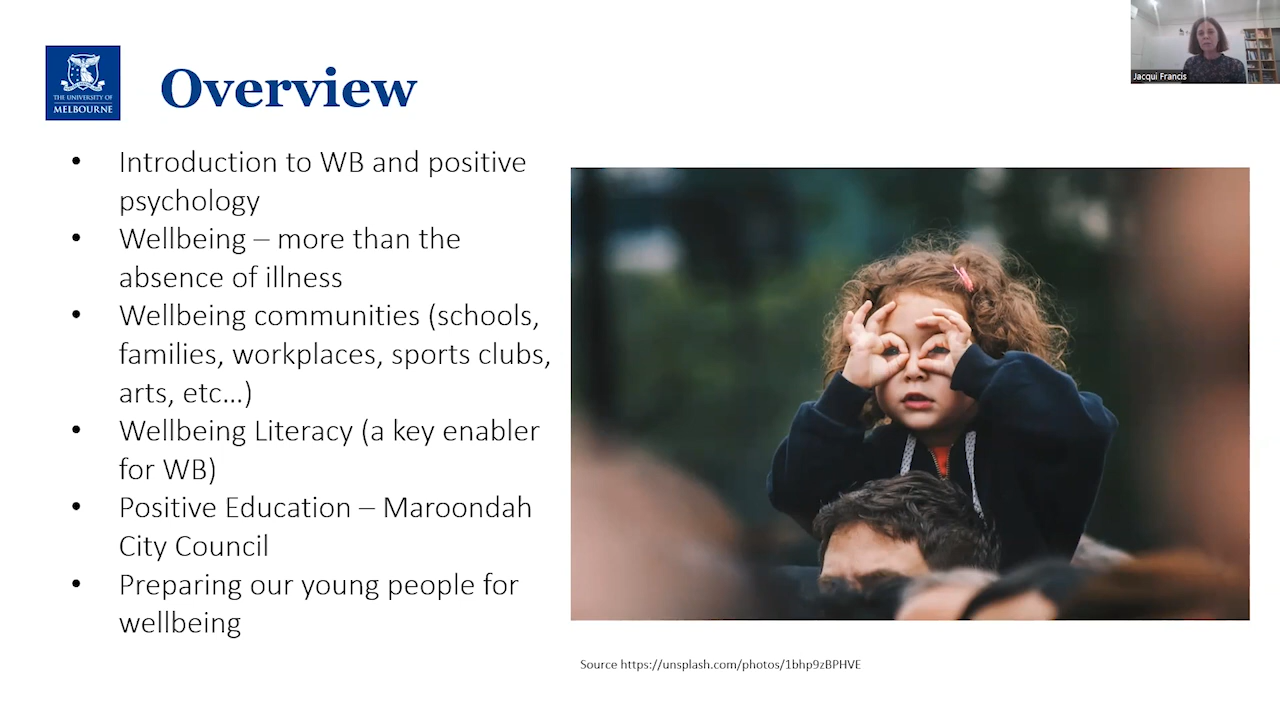 THE UNIVERSITY OF
MELBOURNE
Overview
Jacqui Francis
• Introduction to WB and positive
psychology
• Wellbeing – more than the
absence of illness
• Wellbeing communities (schools,
families, workplaces, sports clubs,
arts, etc…)
• Wellbeing Literacy (a key enabler
for WB)
• Positive Education – Maroondah
City Council
• Preparing our young people for
wellbeing
Source https://unsplash.com/photos/1bhp9zBPHVE